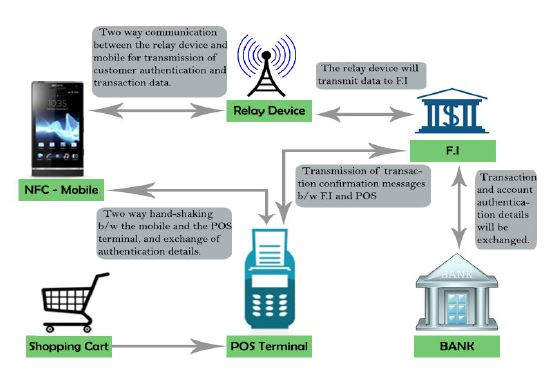 Two way communication
between the relay device and
mobile for transmission of
customer authentication and
transaction data.
The relay device will
transmit data to F.I
Relay Device
10:35
$
F.I
NFC - Mobile
Transmission of transac-
tion confirmation messages
b/w F.I and POS
Transaction
and account
authentica-
tion details
will be
exchanged.
Two way hand-shaking
b/w the mobile and the POS
terminal, and exchange of
authentication details.
BANK
Shopping Cart
POS Terminal
BANK